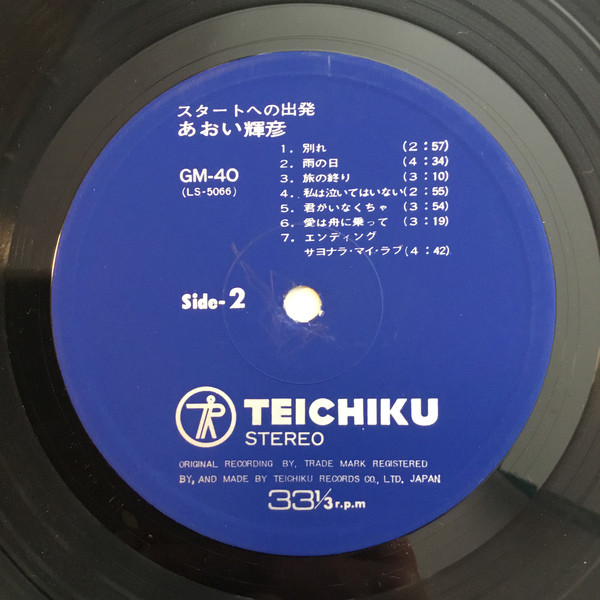 スタートへの出発
あおい輝彦
GM-40
(LS-5066)
1. 別れ (2:57)
2. 雨の日 (4:34)
3. 旅の終り (3:10)
4. 私は泣いてはいない (2:55)
5. 君がいなくちゃ (3:54)
6. 愛は舟に乗って (3:19)
7. エンディング
サヨナラ・マイ・ラブ (4:42)
Side-2
TEICHIKU
STEREO
ORIGINAL RECORDING BY, TRADE MARK REGISTERED
BY, AND MADE BY TEICHIKU RECORDS CO., LTD, JAPAN
33 1/3 r.p.m